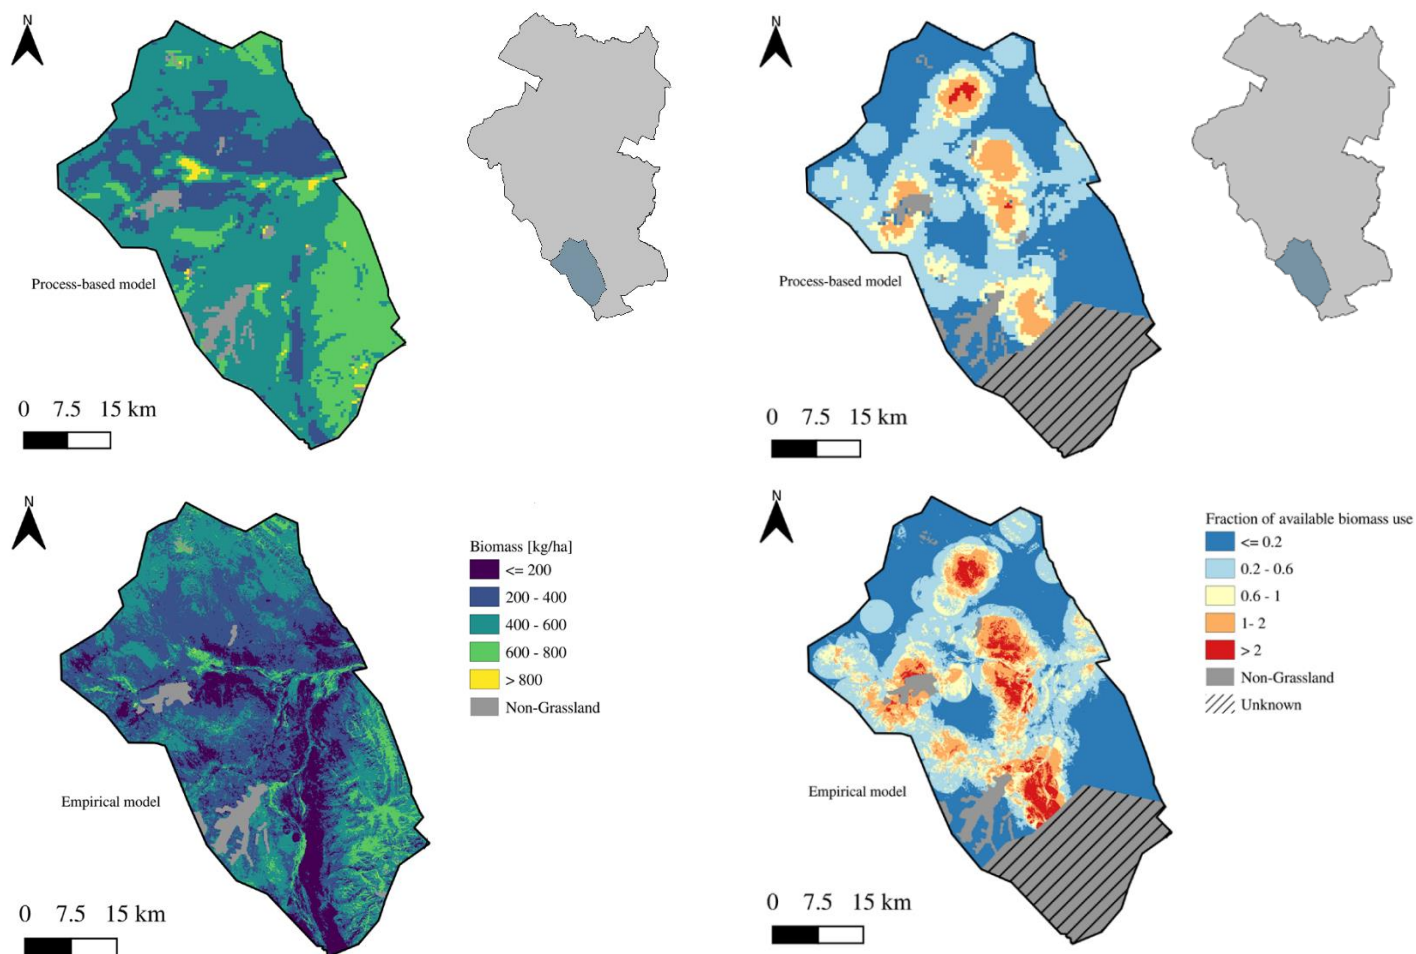 N
N
Process-based model
Process-based model
0 7.5 15 km
0 7.5 15 km
N
N
Biomass [kg/ha]
<= 200
200 - 400
400 - 600
600 - 800
> 800
Non-Grassland
Fraction of available biomass use
<= 0.2
0.2 - 0.6
0.6 - 1
1- 2
> 2
Non-Grassland
Unknown
Empirical model
Empirical model
0 7.5 15 km
0 7.5 15 km